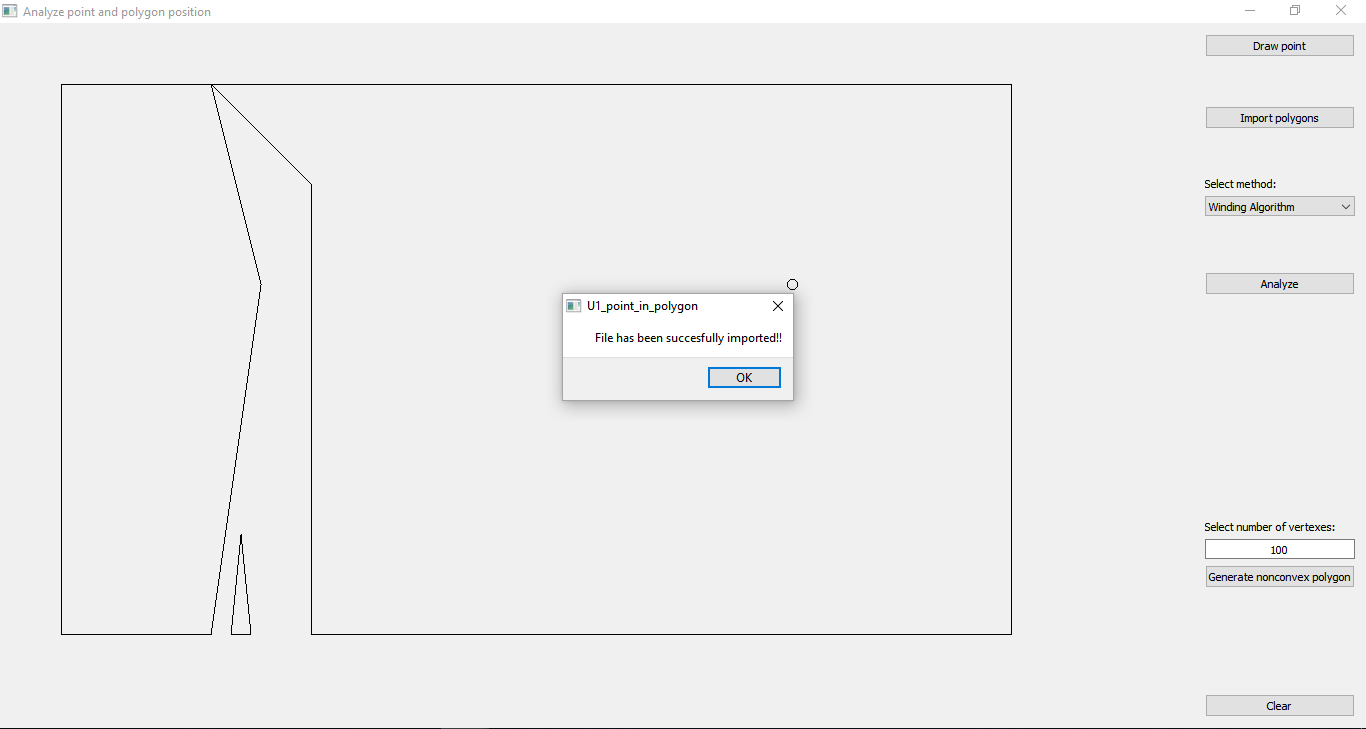 Analyze point and polygon position
Draw point
Import polygons
Select method:
Winding Algorithm
Analyze
U1_point_in_polygon
File has been succesfully imported!!
OK
Select number of vertexes:
100
Generate nonconvex polygon
Clear